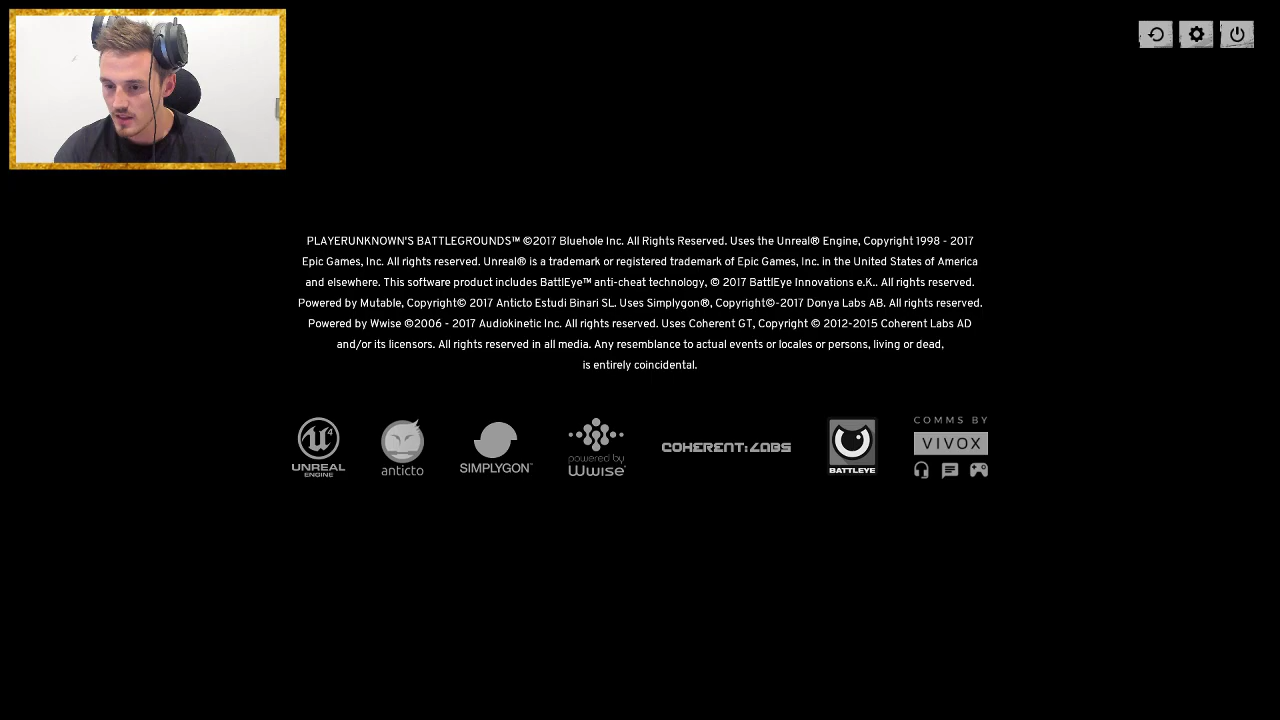 PLAYERUNKNOWN'S BATTLEGROUNDS™ ©2017 Bluehole Inc. All Rights Reserved. Uses the Unreal® Engine, Copyright 1998 - 2017
Epic Games, Inc. All rights reserved. Unreal® is a trademark or registered trademark of Epic Games, Inc. in the United States of America
and elsewhere. This software product includes BattlEye™ anti-cheat technology, © 2017 BattlEye Innovations e.K.. All rights reserved.
Powered by Mutable, Copyright© 2017 Anticto Estudi Binari SL. Uses Simplygon®, Copyright©-2017 Donya Labs AB. All rights reserved.
Powered by Wwise ©2006 - 2017 Audiokinetic Inc. All rights reserved. Uses Coherent GT, Copyright © 2012-2015 Coherent Labs AD
and/or its licensors. All rights reserved in all media. Any resemblance to actual events or locales or persons, living or dead,
is entirely coincidental.
UNREAL
ENGINE
4
anticto
SIMPLYGON™
powered by
Wwise®
COHERENT:LABS
BATTLEYE
COMMS BY
VIVOX